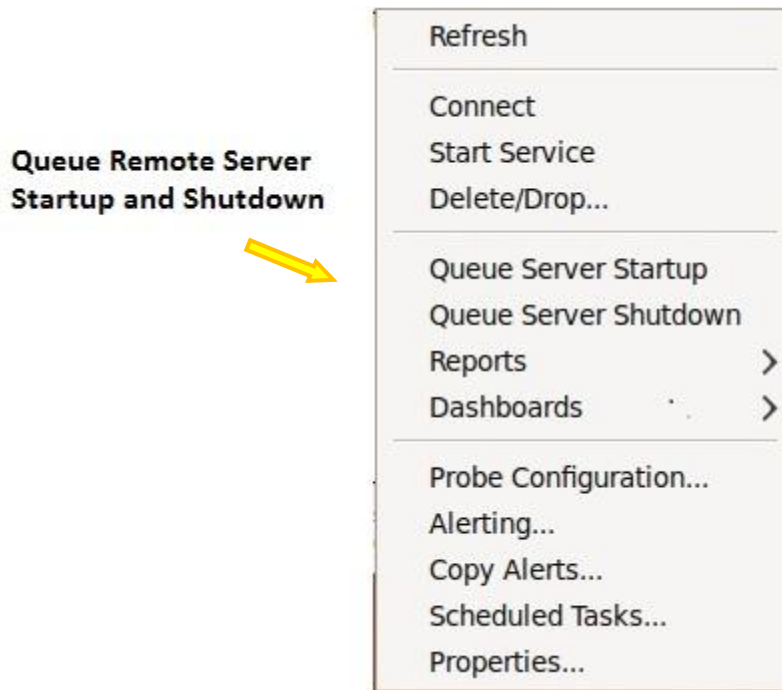 Queue Remote Server
Startup and Shutdown
Refresh
Connect
Start Service
Delete/Drop...
Queue Server Startup
Queue Server Shutdown
Reports
Dashboards
Probe Configuration...
Alerting...
Copy Alerts...
Scheduled Tasks...
Properties...